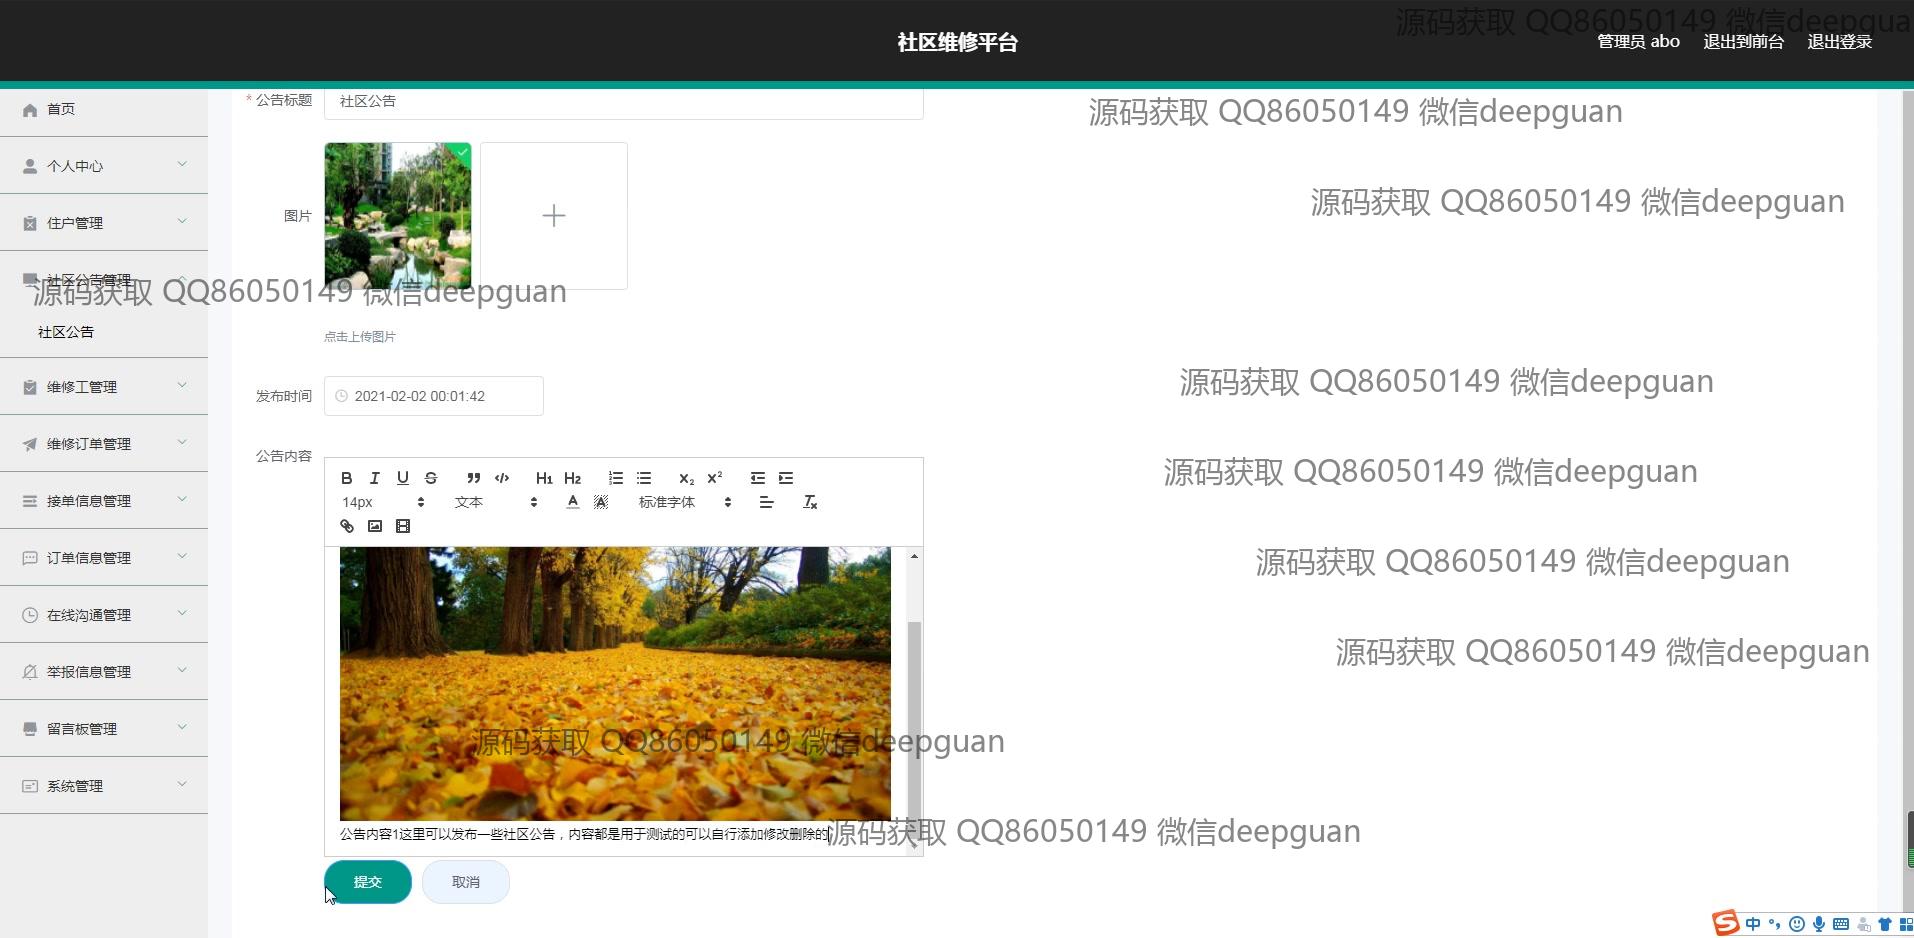 社区维修平台
源码获取 QQ86050149 微信deepgua
管理员 abo 退出到前台 退出登录
首页
个人中心
住户管理
社区公告管理
社区公告
维修工管理
维修订单管理
接单信息管理
订单信息管理
在线沟通管理
举报信息管理
留言板管理
系统管理
* 公告标题 社区公告
源码获取 QQ86050149 微信deepguan
源码获取 QQ86050149 微信deepguan
图片
源码获取 QQ86050149 微信deepguan
点击上传图片
发布时间 2021-02-02 00:01:42
源码获取 QQ86050149 微信deepguan
公告内容
源码获取 QQ86050149 微信deepguan
B I U S H1 H2 X2 X2
14px 文本 A A 标准字体 Tx
源码获取 QQ86050149 微信deepguan
源码获取 QQ86050149 微信deepguan
源码获取 QQ86050149 微信deepguan
公告内容1这里可以发布一些社区公告，内容都是用于测试的可以自行添加修改删除的
源码获取 QQ86050149 微信deepguan
提交 取消
S 中